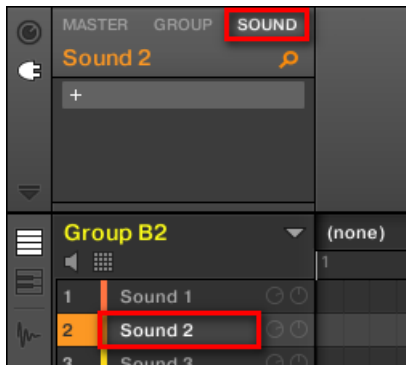 MASTER GROUP SOUND
Sound 2
+
Group B2 (none)
1
1 Sound 1
2 Sound 2
3 Sound 3